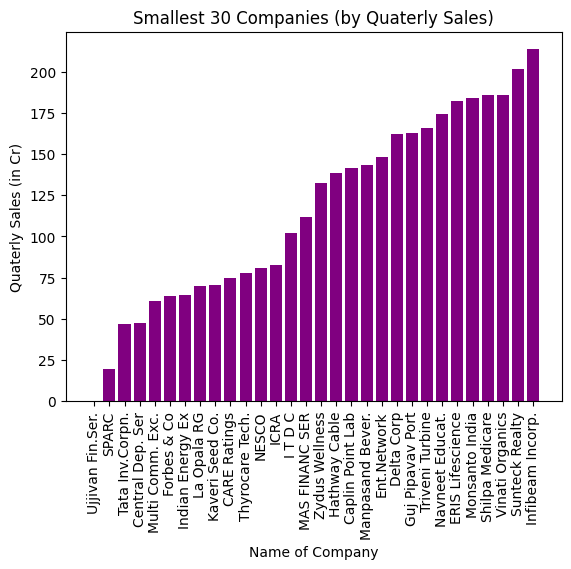 Smallest 30 Companies (by Quaterly Sales)
Quaterly Sales (in Cr)
200
175
150
125
100
75
50
25
0
Ujjivan Fin.Ser.
SPARC
Tata Inv.Corpn.
Central Dep. Ser
Multi Comm. Exc.
Forbes & Co
Indian Energy Ex
La Opala RG
Kaveri Seed Co.
CARE Ratings
Thyrocare Tech.
NESCO
ICRA
I T D C
MAS FINANC SER
Zydus Wellness
Hathway Cable
Caplin Point Lab
Manpasand Bever.
Ent.Network
Delta Corp
Guj Pipavav Port
Triveni Turbine
Navneet Educat.
ERIS Lifescience
Monsanto India
Shilpa Medicare
Vinati Organics
Sunteck Realty
Infibeam Incorp.
Name of Company